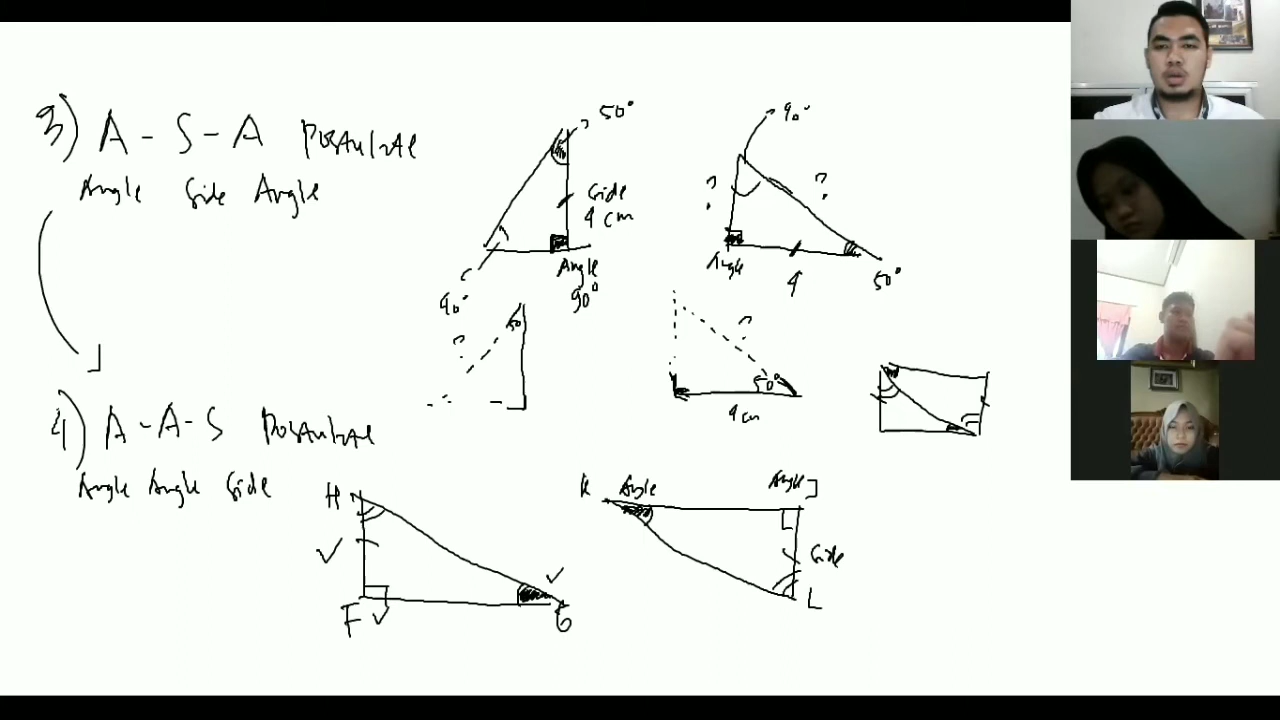 3) A - S - A Postulate
Angle Side Angle
50°
Side
4 cm
Angle
90°
90°
90°
?
?
Angle
4
50°
?
50
?
50°
4 cm
4) A - A - S Postulate
Angle Angle Side
H
F
G
K Angle
Angle J
Side
L